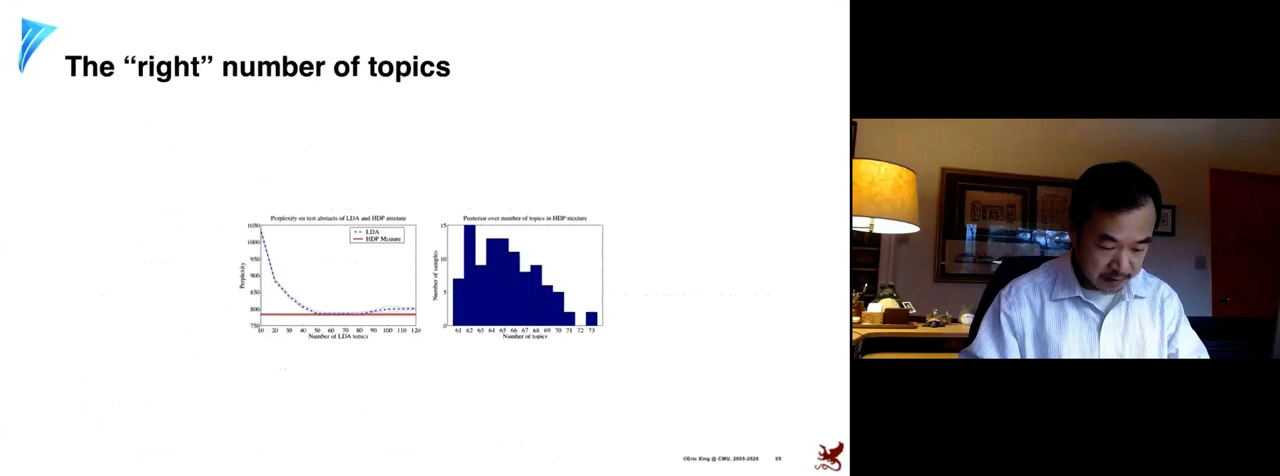 The “right” number of topics
Perplexity on test abstacts of LDA and HDP mixture
1050
1000
950
900
850
800
750
Perplexity
LDA
HDP Mixture
10 20 30 40 50 60 70 80 90 100 110 120
Number of LDA topics
Posterior over number of topics in HDP mixture
15
10
5
0
Number of samples
61 62 63 64 65 66 67 68 69 70 71 72 73
Number of topics
©Eric Xing @ CMU, 2005-2020